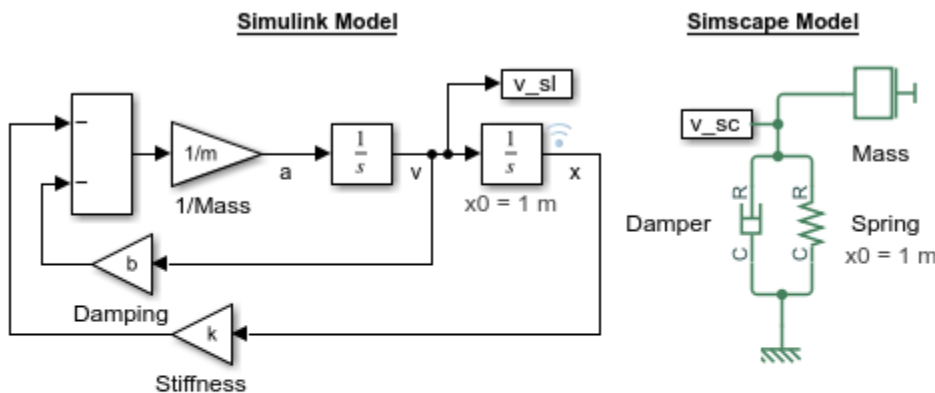 Simulink Model
v_sl
−
−
1/m
1/Mass
a
1
s
v
1
s
x
x0 = 1 m
b
Damping
k
Stiffness
Simscape Model
v_sc
Mass
R
R
Damper
Spring
C
C
x0 = 1 m